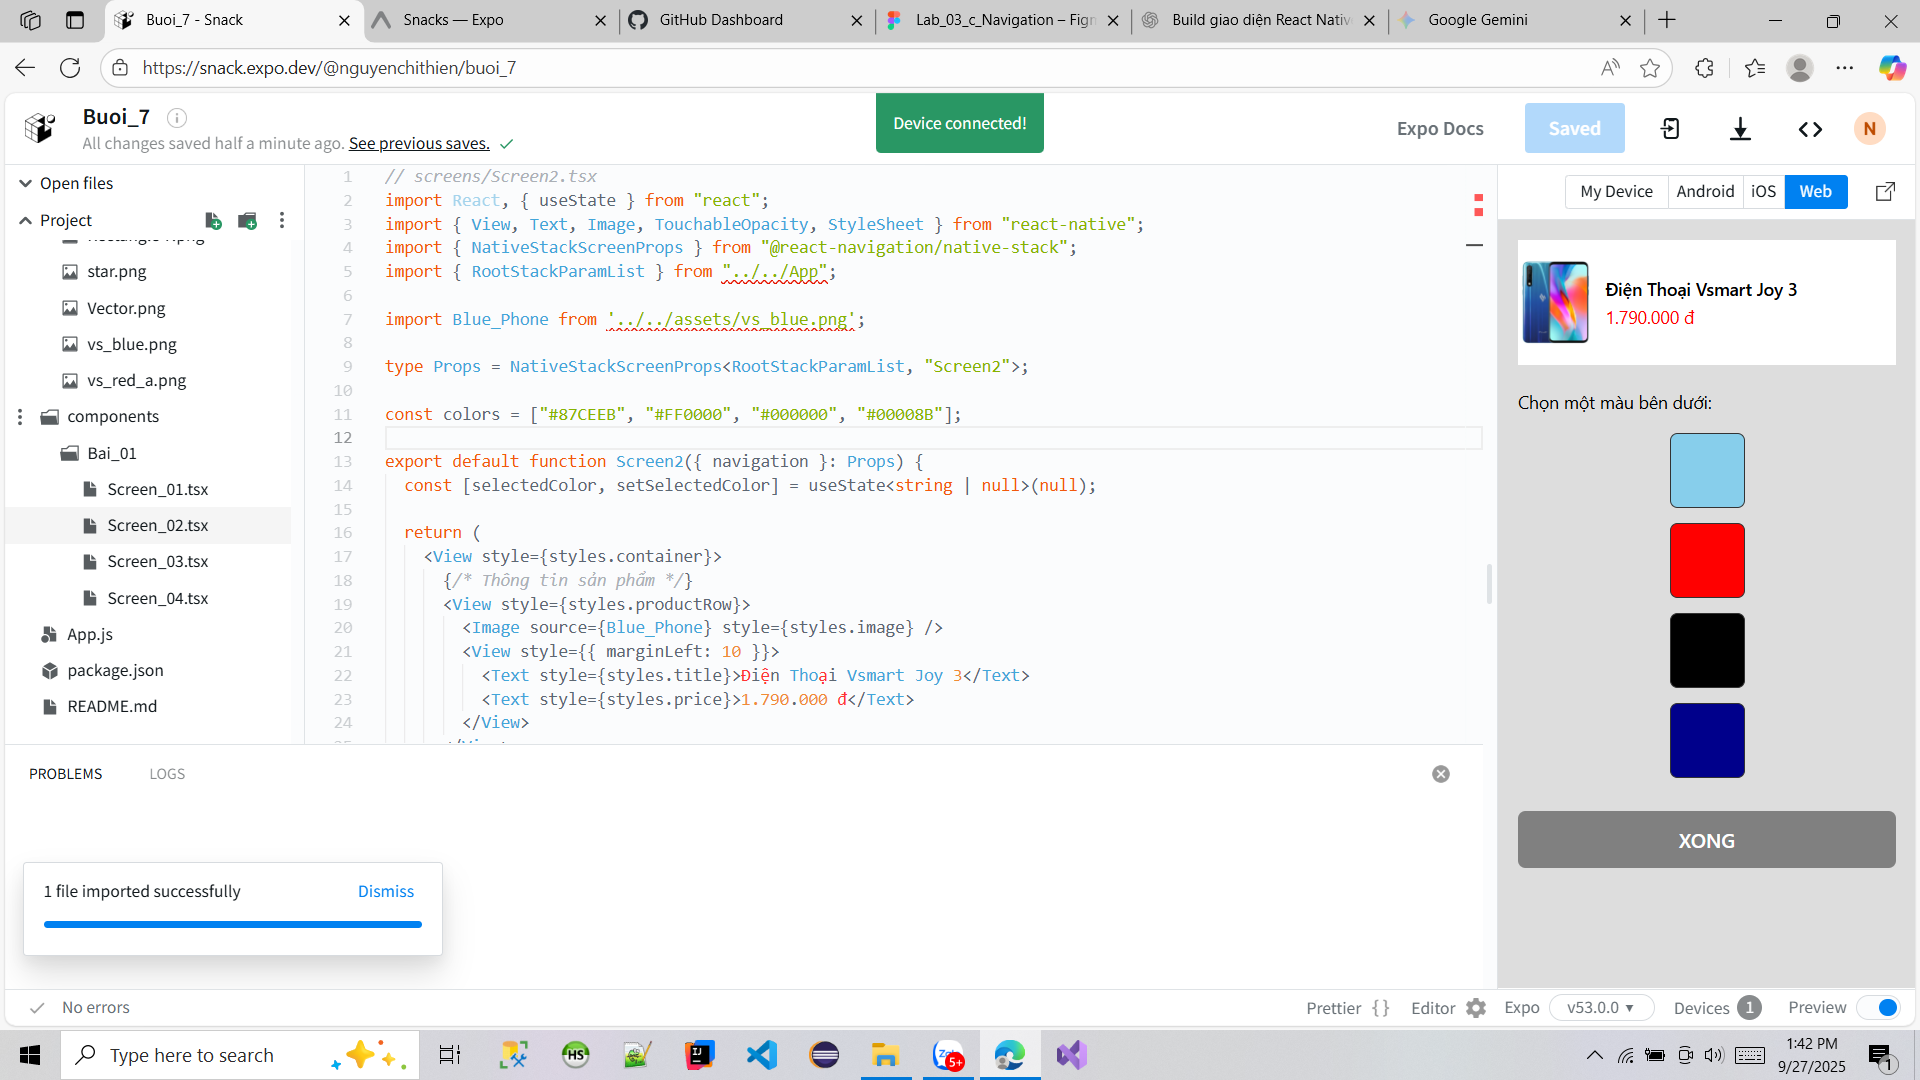 Buoi_7 - Snack
Snacks — Expo
GitHub Dashboard
Lab_03_c_Navigation – Figm
Build giao diện React Nativ
Google Gemini
https://snack.expo.dev/@nguyenchithien/buoi_7
Buoi_7
All changes saved half a minute ago. See previous saves.
Device connected!
Expo Docs
Saved
N
Open files
Project
Rectangle 1.png
star.png
Vector.png
vs_blue.png
vs_red_a.png
components
Bai_01
Screen_01.tsx
Screen_02.tsx
Screen_03.tsx
Screen_04.tsx
App.js
package.json
README.md
1 // screens/Screen2.tsx
2 import React, { useState } from "react";
3 import { View, Text, Image, TouchableOpacity, StyleSheet } from "react-native";
4 import { NativeStackScreenProps } from "@react-navigation/native-stack";
5 import { RootStackParamList } from "../../App";
6
7 import Blue_Phone from '../../assets/vs_blue.png';
8
9 type Props = NativeStackScreenProps<RootStackParamList, "Screen2">;
10
11 const colors = ["#87CEEB", "#FF0000", "#000000", "#00008B"];
12
13 export default function Screen2({ navigation }: Props) {
14 const [selectedColor, setSelectedColor] = useState<string | null>(null);
15
16 return (
17 <View style={styles.container}>
18 {/* Thông tin sản phẩm */}
19 <View style={styles.productRow}>
20 <Image source={Blue_Phone} style={styles.image} />
21 <View style={{ marginLeft: 10 }}>
22 <Text style={styles.title}>Điện Thoại Vsmart Joy 3</Text>
23 <Text style={styles.price}>1.790.000 đ</Text>
24 </View>
25 </View>
My Device
Android
iOS
Web
Điện Thoại Vsmart Joy 3
1.790.000 đ
Chọn một màu bên dưới:
XONG
PROBLEMS
LOGS
1 file imported successfully
Dismiss
No errors
Prettier { }
Editor
Expo
v53.0.0
Devices 1
Preview
Type here to search
HS
5+
1:42 PM
9/27/2025
1